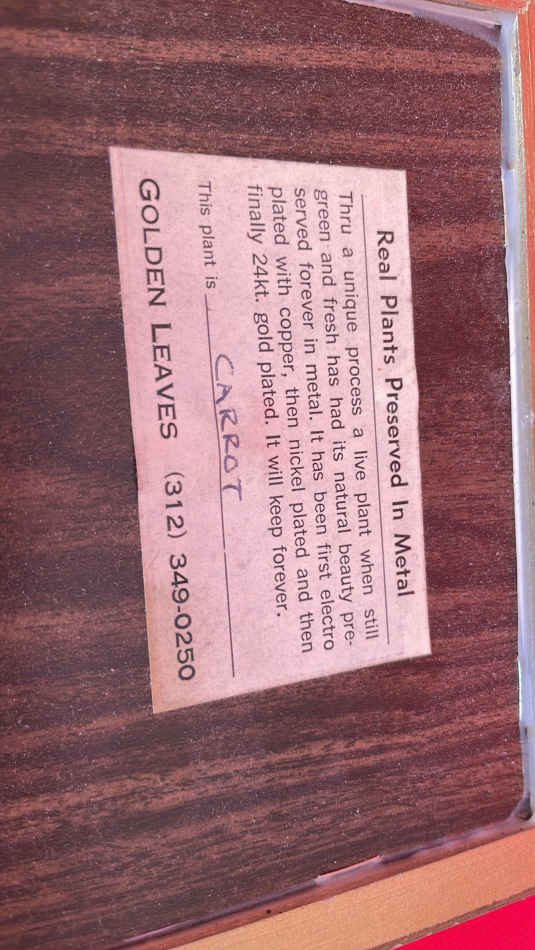 Real Plants Preserved In Metal
Thru a unique process a live plant when still
green and fresh has had its natural beauty pre-
served forever in metal. It has been first electro
plated with copper, then nickel plated and then
finally 24kt. gold plated. It will keep forever.
This plant is CARROT
GOLDEN LEAVES (312) 349-0250